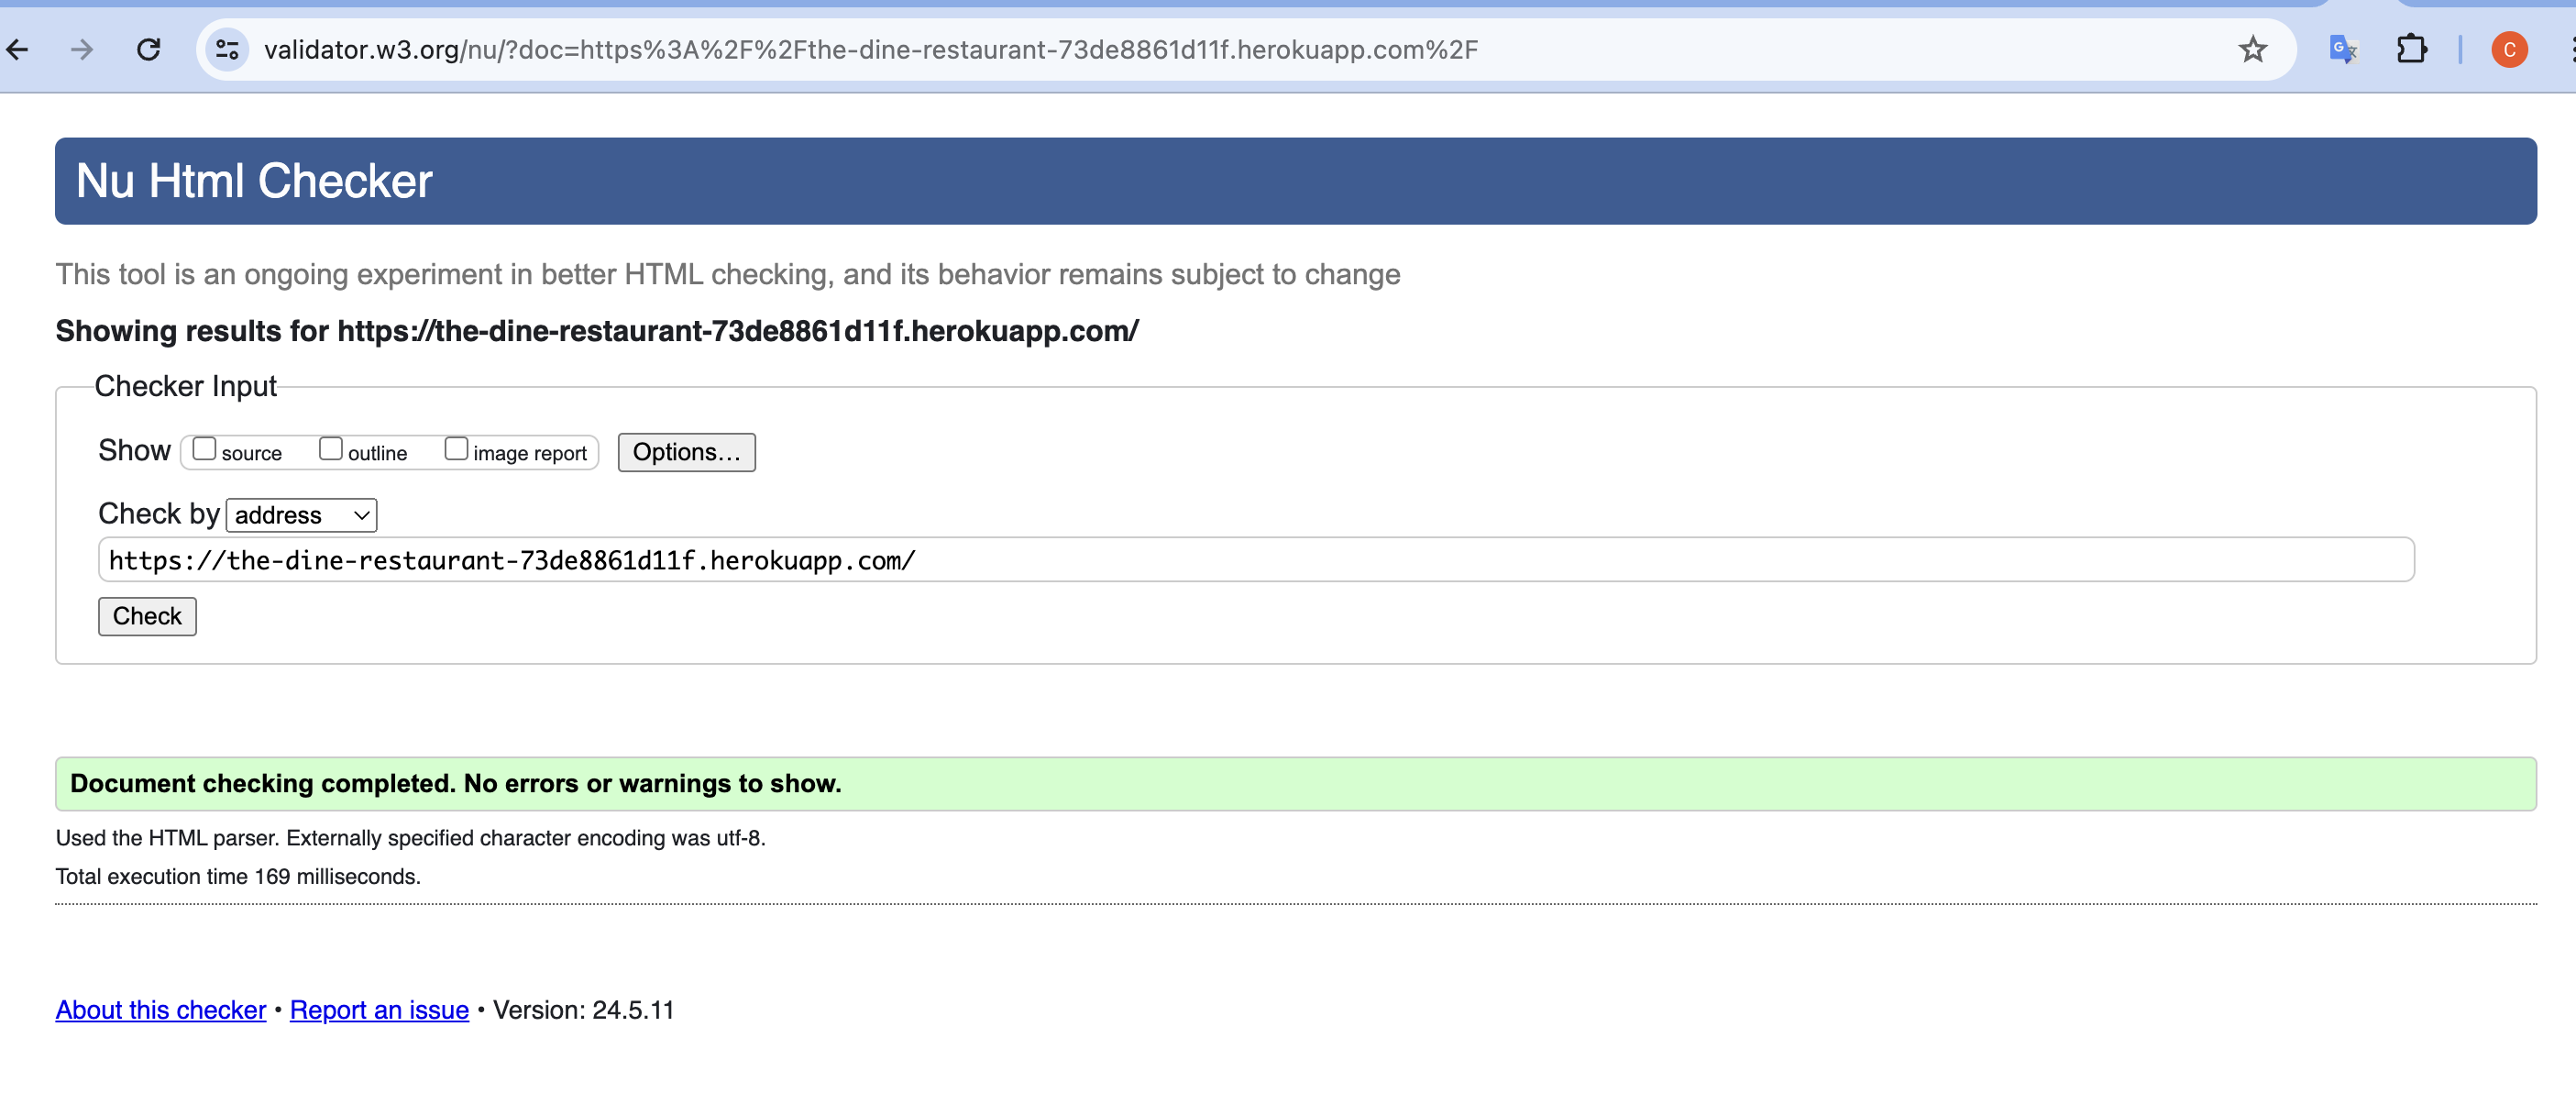 validator.w3.org/nu/?doc=https%3A%2F%2Fthe-dine-restaurant-73de8861d11f.herokuapp.com%2F
C
Nu Html Checker
This tool is an ongoing experiment in better HTML checking, and its behavior remains subject to change
Showing results for https://the-dine-restaurant-73de8861d11f.herokuapp.com/
Checker Input
Show source outline image report Options...
Check by address
https://the-dine-restaurant-73de8861d11f.herokuapp.com/
Check
Document checking completed. No errors or warnings to show.
Used the HTML parser. Externally specified character encoding was utf-8.
Total execution time 169 milliseconds.
About this checker • Report an issue • Version: 24.5.11